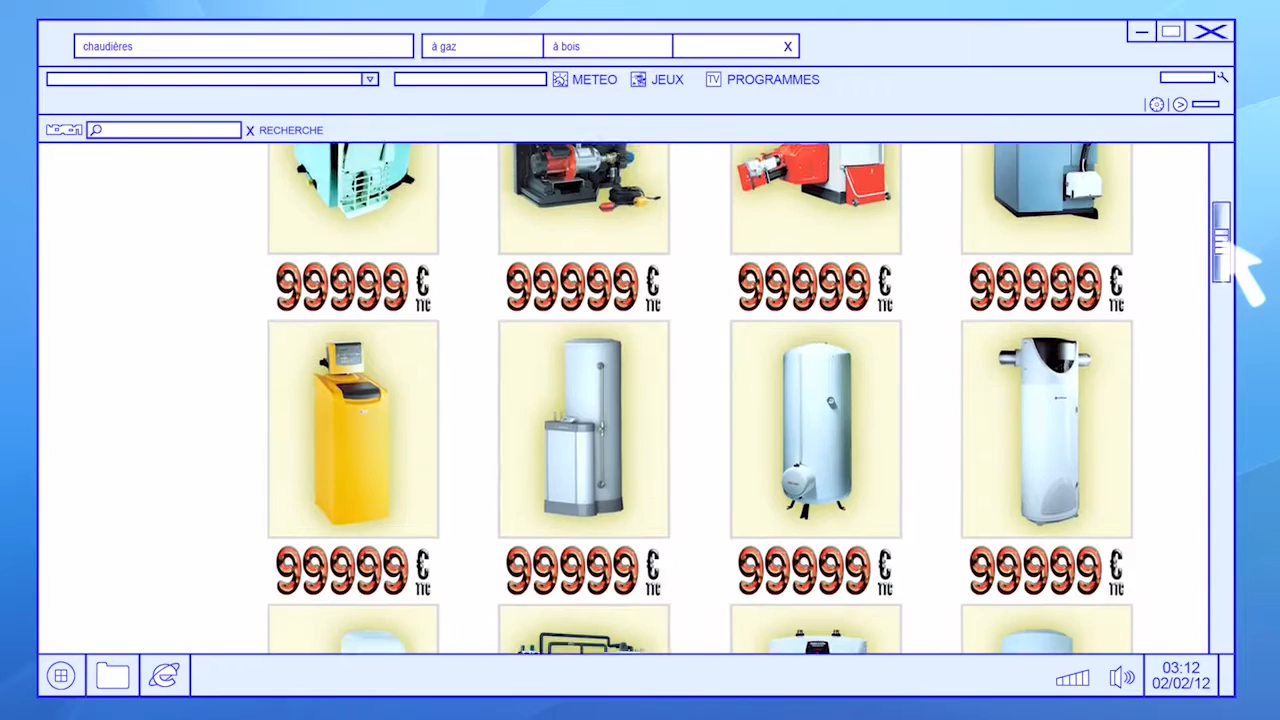 chaudières
à gaz
à bois
X
METEO
JEUX
TV
PROGRAMMES
X RECHERCHE
99999 € TTC
99999 € TTC
99999 € TTC
99999 € TTC
99999 € TTC
99999 € TTC
99999 € TTC
99999 € TTC
03:12
02/02/12